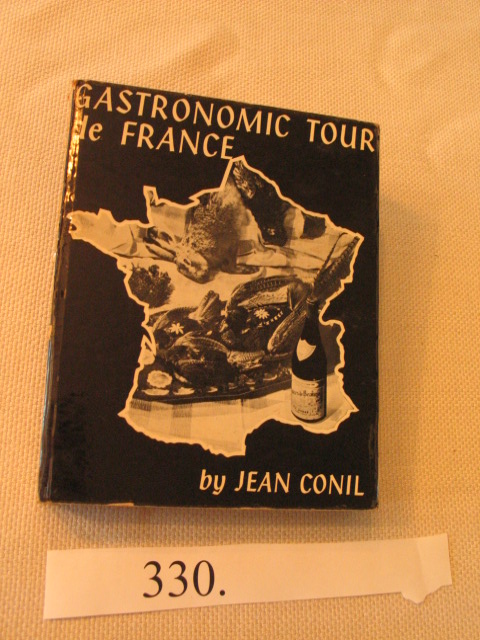 GASTRONOMIC TOUR
de FRANCE
by JEAN CONIL
330.